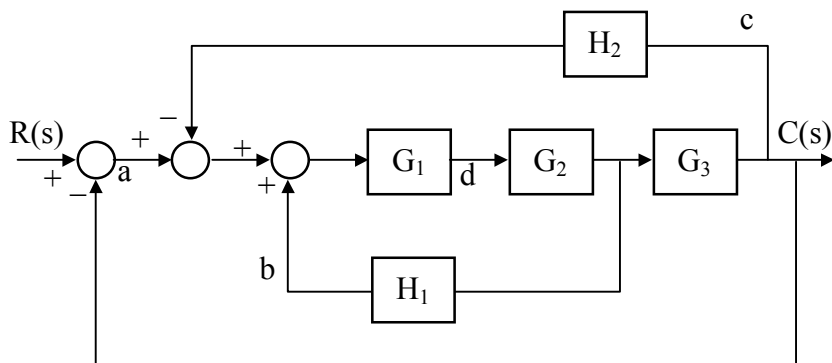 c
H₂
−
R(s) + + + G₁ G₂ G₃ C(s)
+ − a d
b
H₁